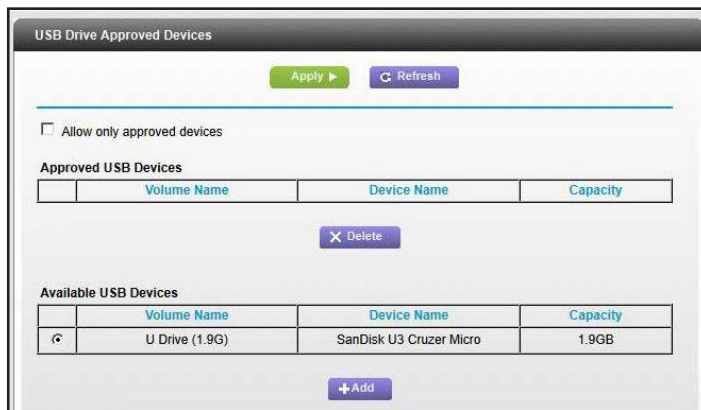 USB Drive Approved Devices
Apply Refresh
Allow only approved devices
Approved USB Devices
Volume Name Device Name Capacity
Delete
Available USB Devices
Volume Name Device Name Capacity
U Drive (1.9G) SanDisk U3 Cruzer Micro 1.9GB
+Add